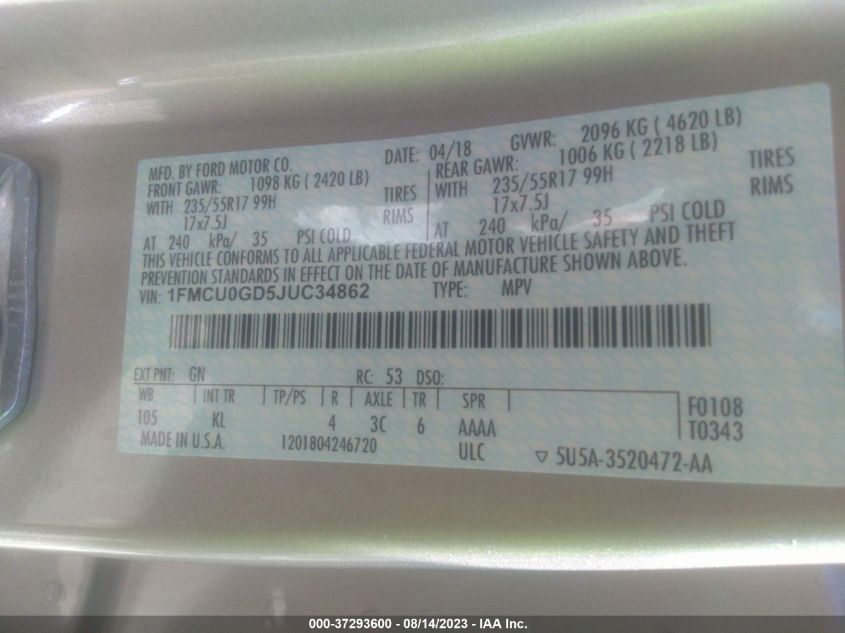 MFD. BY FORD MOTOR CO. DATE: 04/18 GVWR: 2096 KG ( 4620 LB)
FRONT GAWR: 1098 KG ( 2420 LB) REAR GAWR: 1006 KG ( 2218 LB)
WITH 235/55R17 99H TIRES WITH 235/55R17 99H TIRES
17x7.5J RIMS 17x7.5J RIMS
AT 240 kPa/ 35 PSI COLD AT 240 kPa/ 35 PSI COLD
THIS VEHICLE CONFORMS TO ALL APPLICABLE FEDERAL MOTOR VEHICLE SAFETY AND THEFT
PREVENTION STANDARDS IN EFFECT ON THE DATE OF MANUFACTURE SHOWN ABOVE.
VIN: 1FMCU0GD5JUC34862 TYPE: MPV
EXT PNT: GN RC: 53 DSO:
WB INT TR TP/PS R AXLE TR SPR
105 KL 4 3C 6 AAAA F0108
MADE IN U.S.A. 1201804246720 ULC T0343
▽ 5U5A-3520472-AA
000-37293600 - 08/14/2023 - IAA Inc.